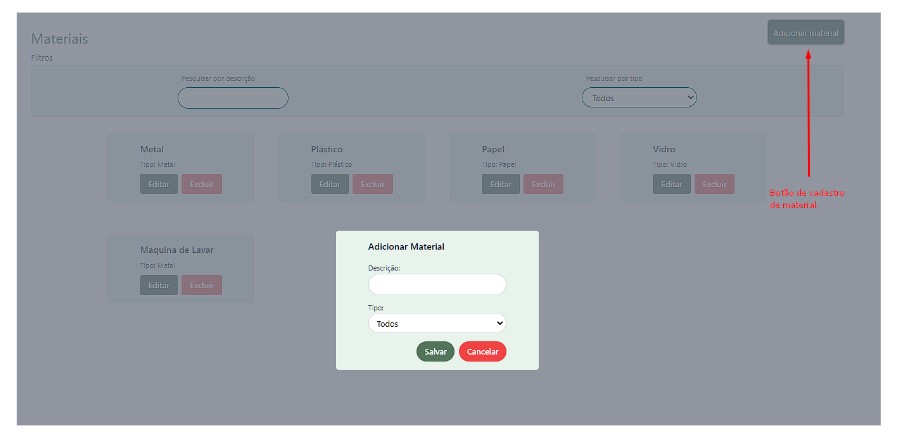 Materiais
Adicionar material
Filtros
Pesquisar por descrição
Pesquisar por tipo
Todos
Metal
Tipo: Metal
Editar Excluir
Plástico
Tipo: Plástico
Editar Excluir
Papel
Tipo: Papel
Editar Excluir
Vidro
Tipo: Vidro
Editar Excluir
Botão de cadastro
de material.
Maquina de Lavar
Tipo: Metal
Editar Excluir
Adicionar Material
Descrição:
Tipo:
Todos
Salvar Cancelar